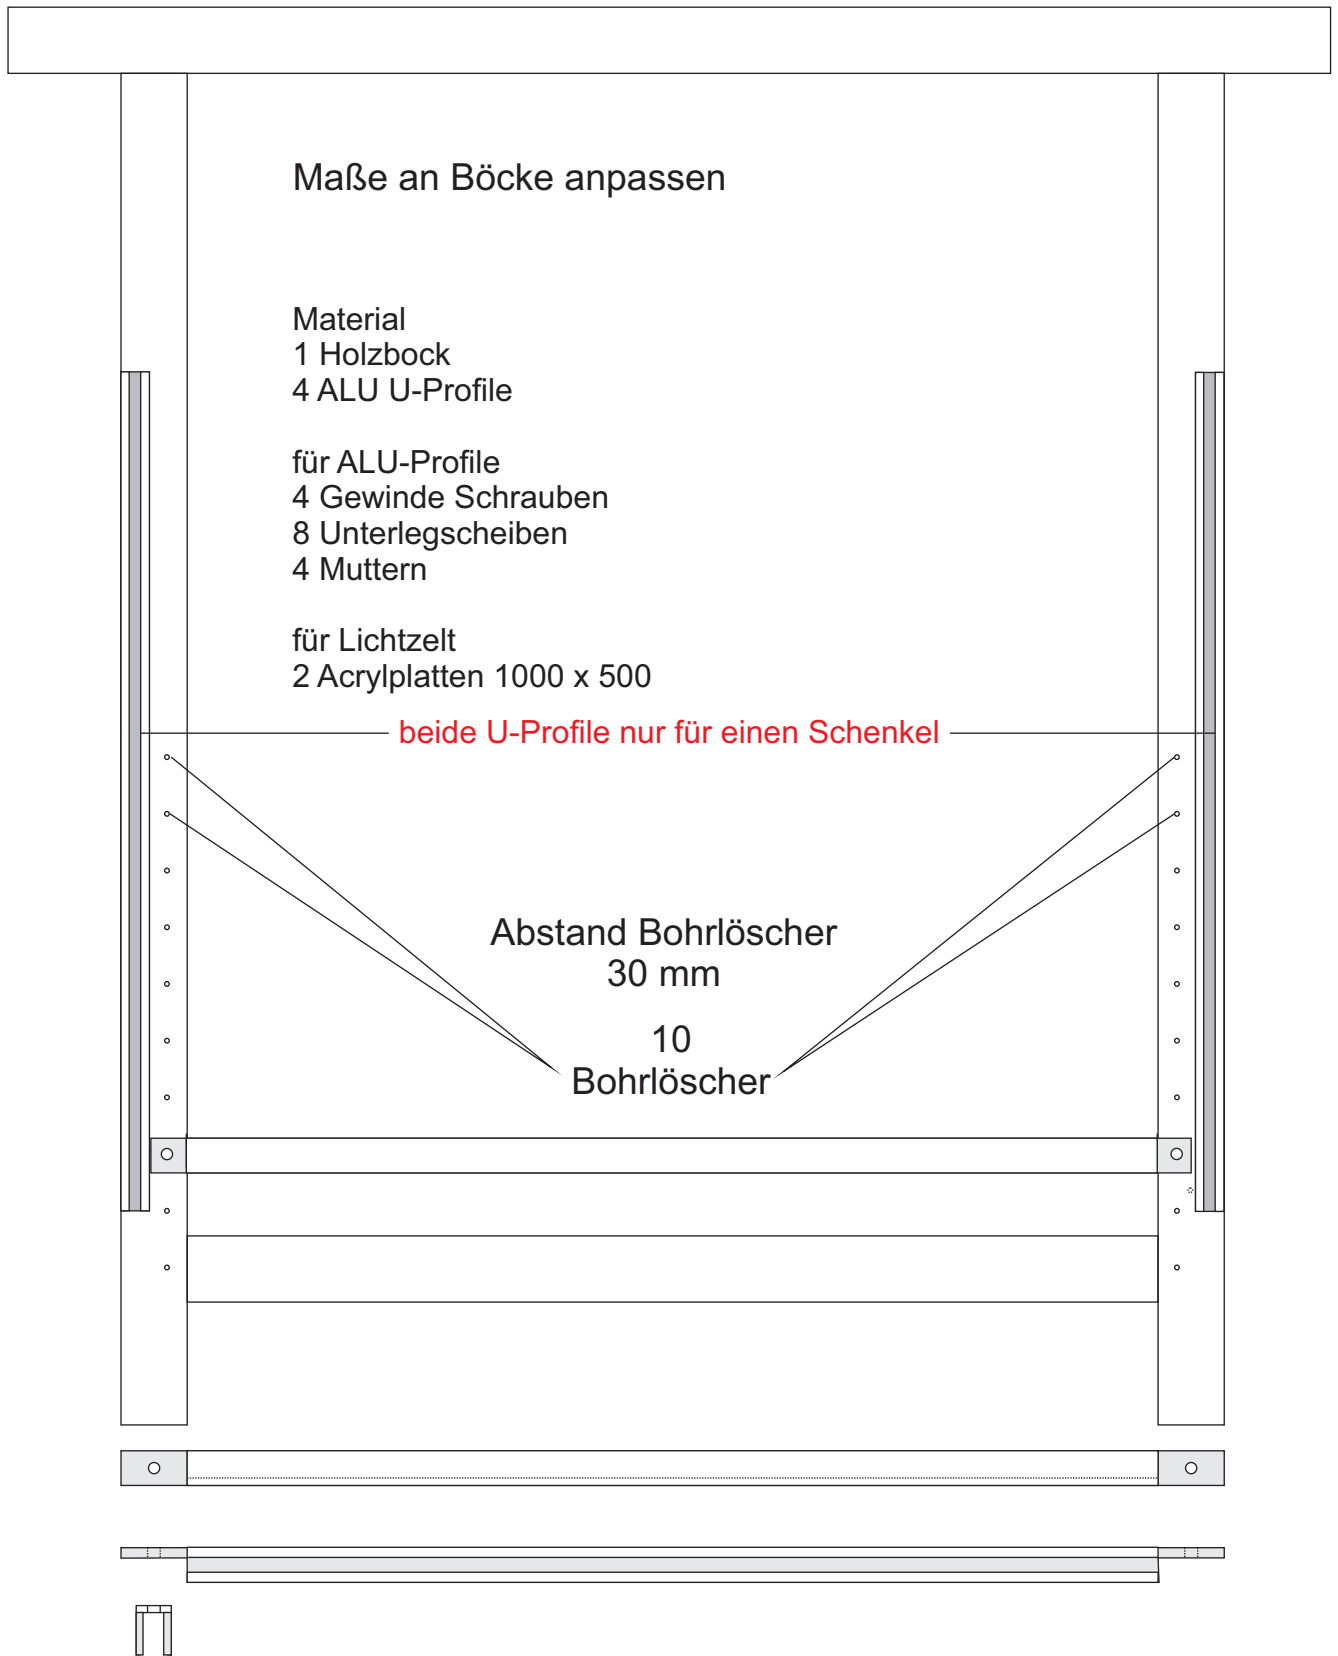 Maße an Böcke anpassen
Material
1 Holzbock
4 ALU U-Profile
für ALU-Profile
4 Gewinde Schrauben
8 Unterlegscheiben
4 Muttern
für Lichtzelt
2 Acrylplatten 1000 x 500
beide U-Profile nur für einen Schenkel
Abstand Bohrlöscher
30 mm
10
Bohrlöscher